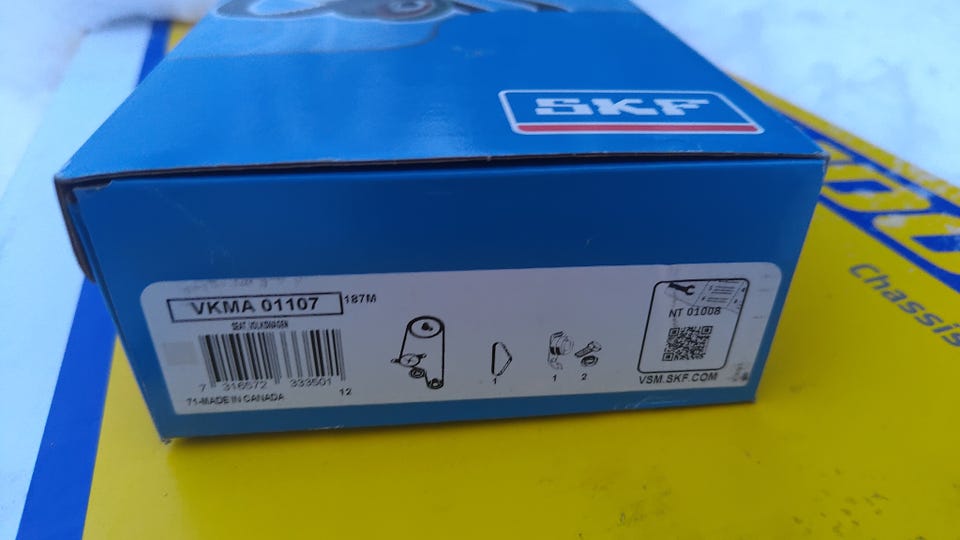 SKF
VKMA 01107
187M
SEAT, VOLKSWAGEN
7 316572 333501
12
71-MADE IN CANADA
1
1 2
NT 01008
VSM.SKF.COM
Chassis